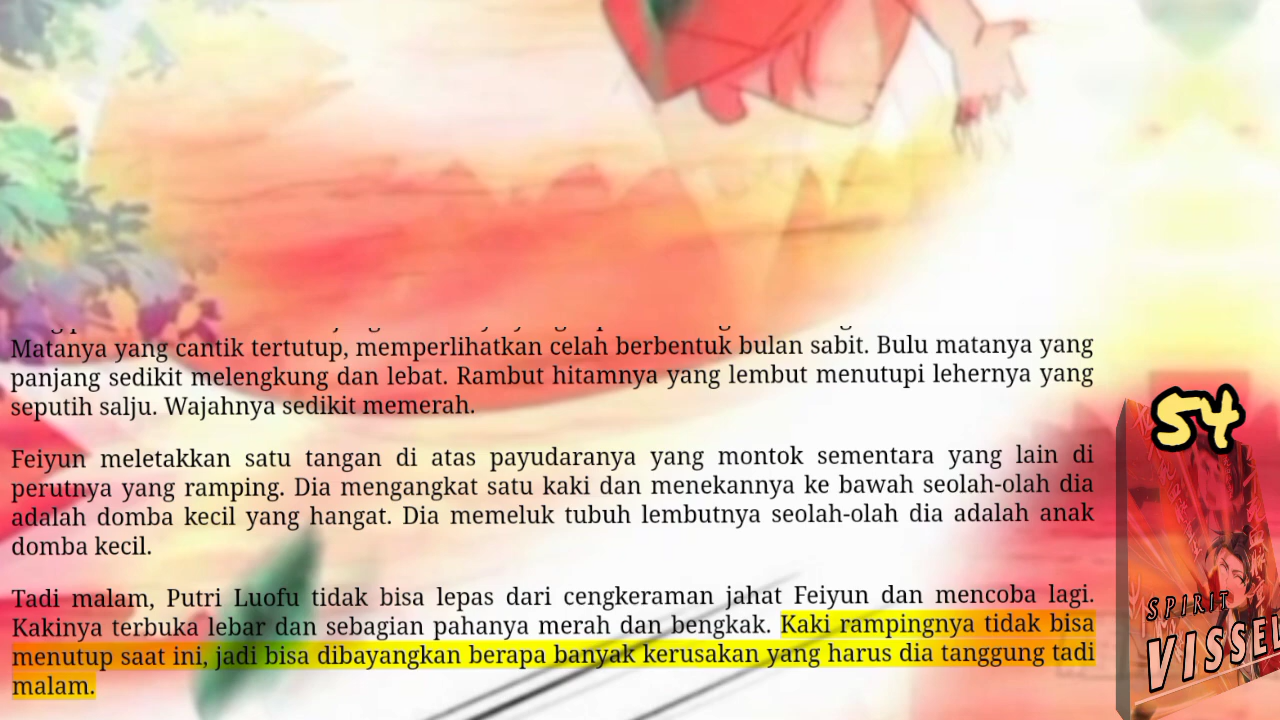 Matanya yang cantik tertutup, memperlihatkan celah berbentuk bulan sabit. Bulu matanya yang
panjang sedikit melengkung dan lebat. Rambut hitamnya yang lembut menutupi lehernya yang
seputih salju. Wajahnya sedikit memerah.
Feiyun meletakkan satu tangan di atas payudaranya yang montok sementara yang lain di
perutnya yang ramping. Dia mengangkat satu kaki dan menekannya ke bawah seolah-olah dia
adalah domba kecil yang hangat. Dia memeluk tubuh lembutnya seolah-olah dia adalah anak
domba kecil.
Tadi malam, Putri Luofu tidak bisa lepas dari cengkeraman jahat Feiyun dan mencoba lagi.
Kakinya terbuka lebar dan sebagian pahanya merah dan bengkak. Kaki rampingnya tidak bisa
menutup saat ini, jadi bisa dibayangkan berapa banyak kerusakan yang harus dia tanggung tadi
malam.
54
SPIRIT
VISSEL